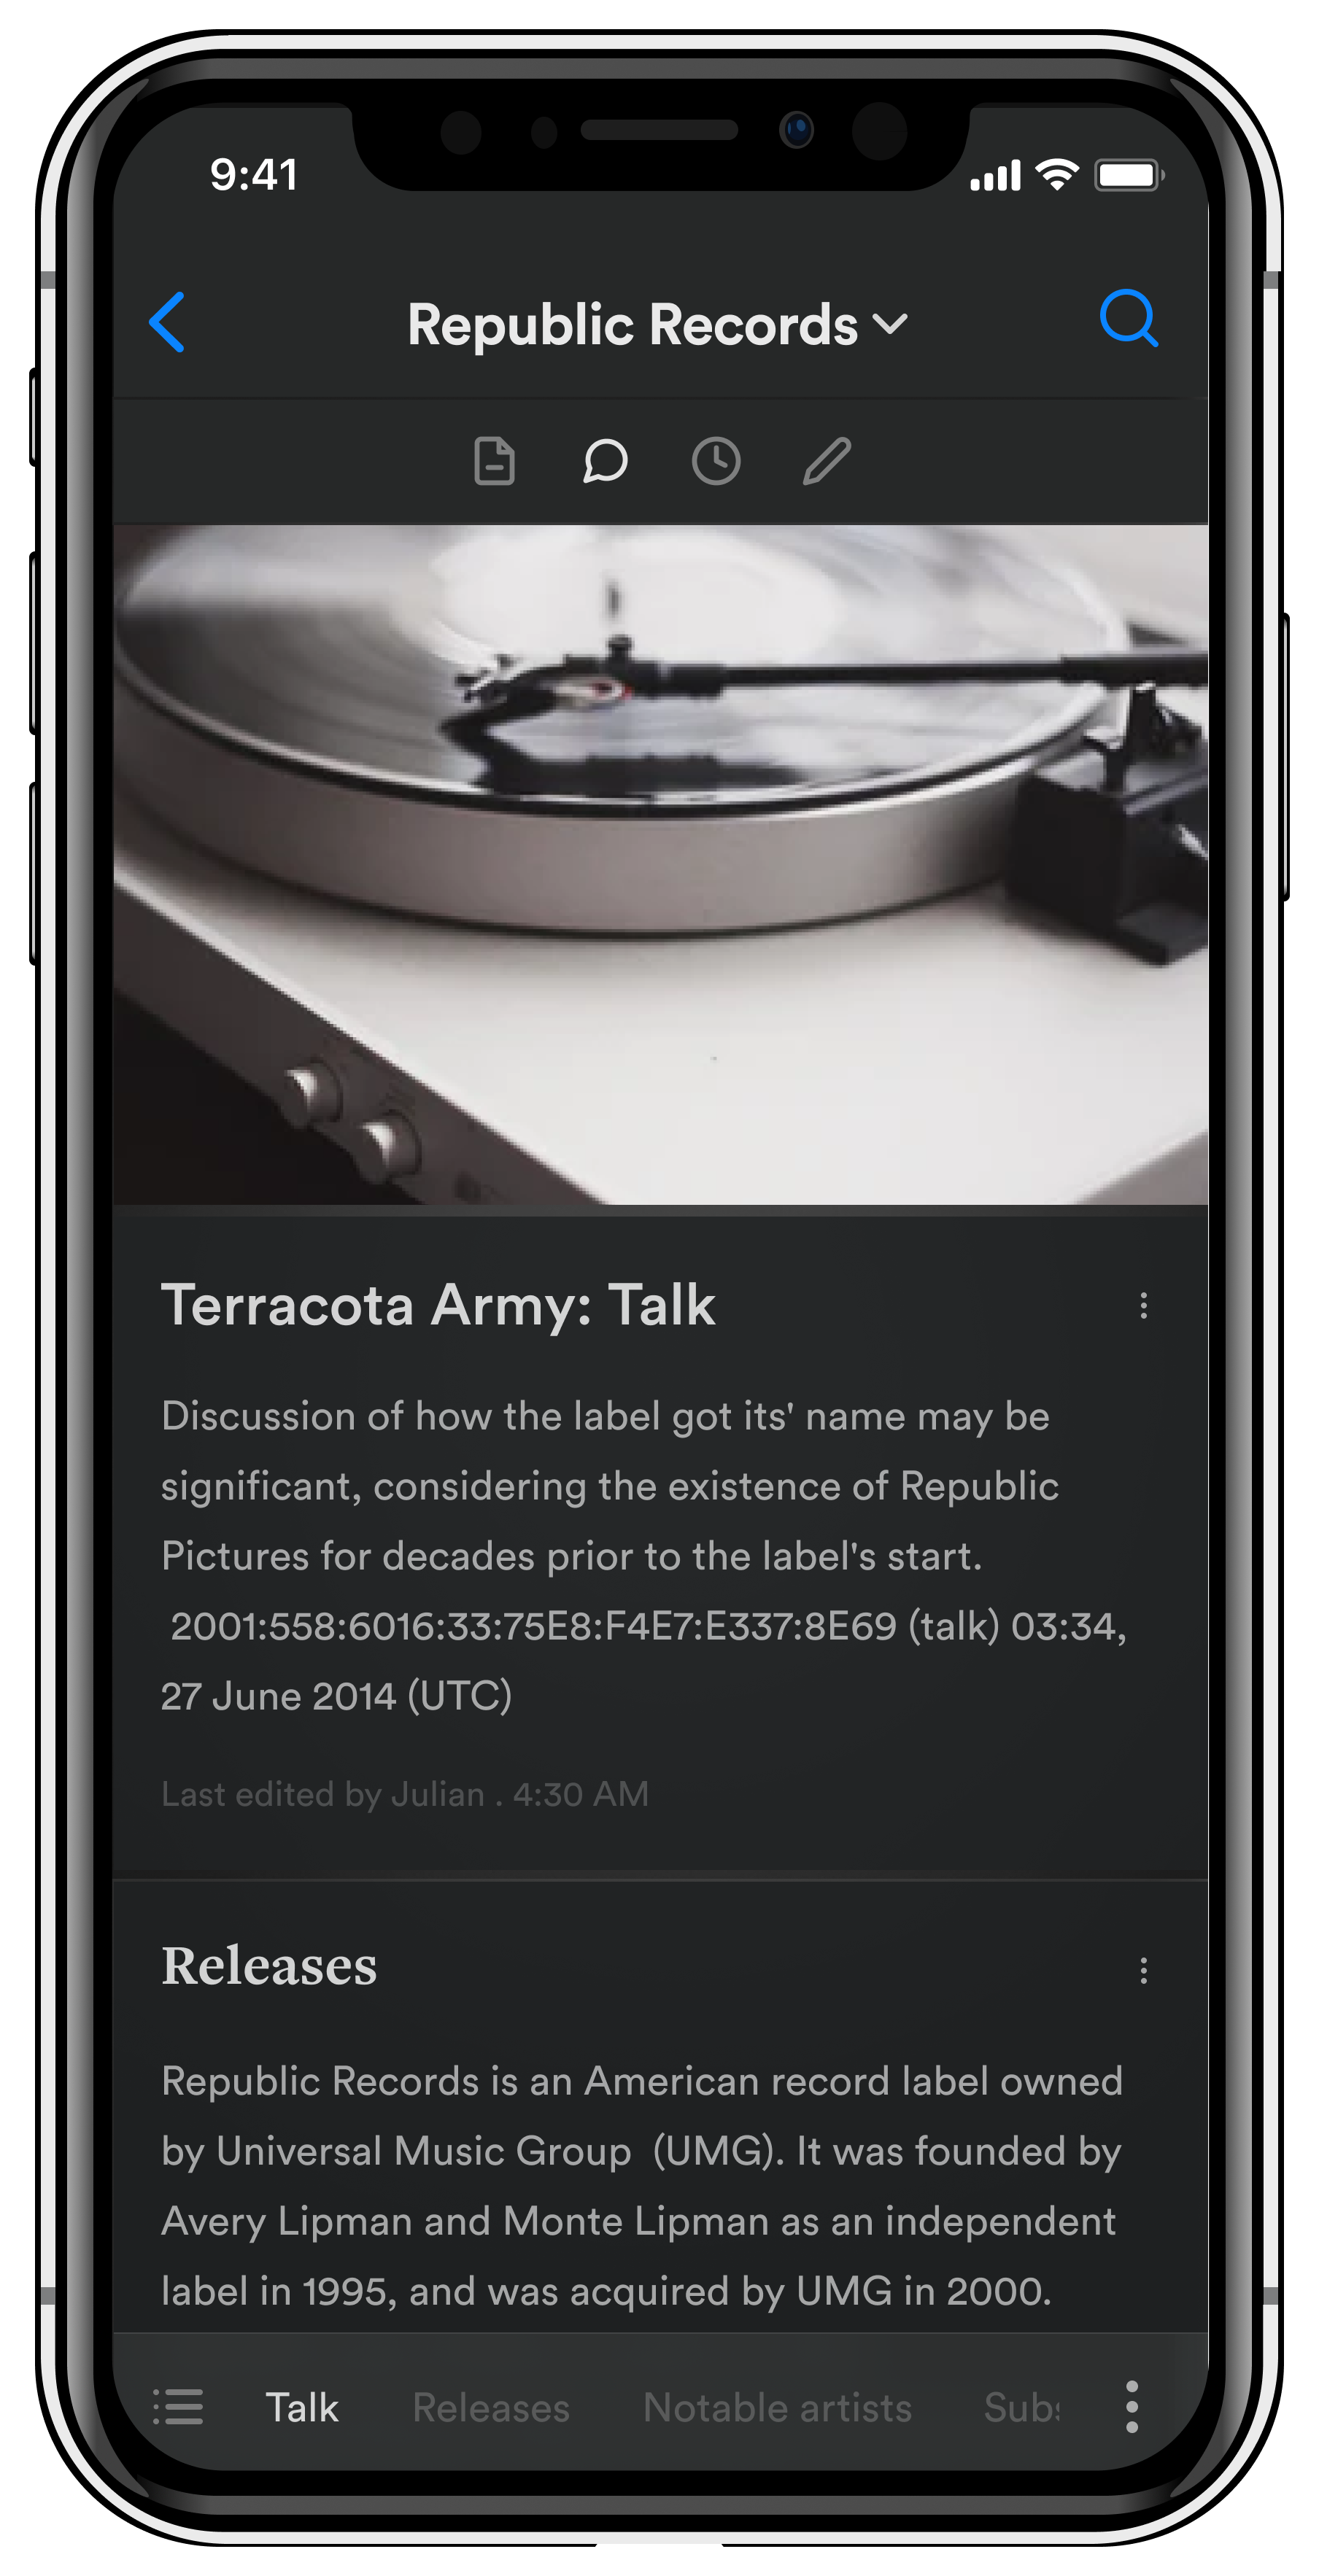 9:41
Republic Records
Terracota Army: Talk
Discussion of how the label got its' name may be
significant, considering the existence of Republic
Pictures for decades prior to the label's start.
2001:558:6016:33:75E8:F4E7:E337:8E69 (talk) 03:34,
27 June 2014 (UTC)
Last edited by Julian . 4:30 AM
Releases
Republic Records is an American record label owned
by Universal Music Group (UMG). It was founded by
Avery Lipman and Monte Lipman as an independent
label in 1995, and was acquired by UMG in 2000.
Talk Releases Notable artists Subs